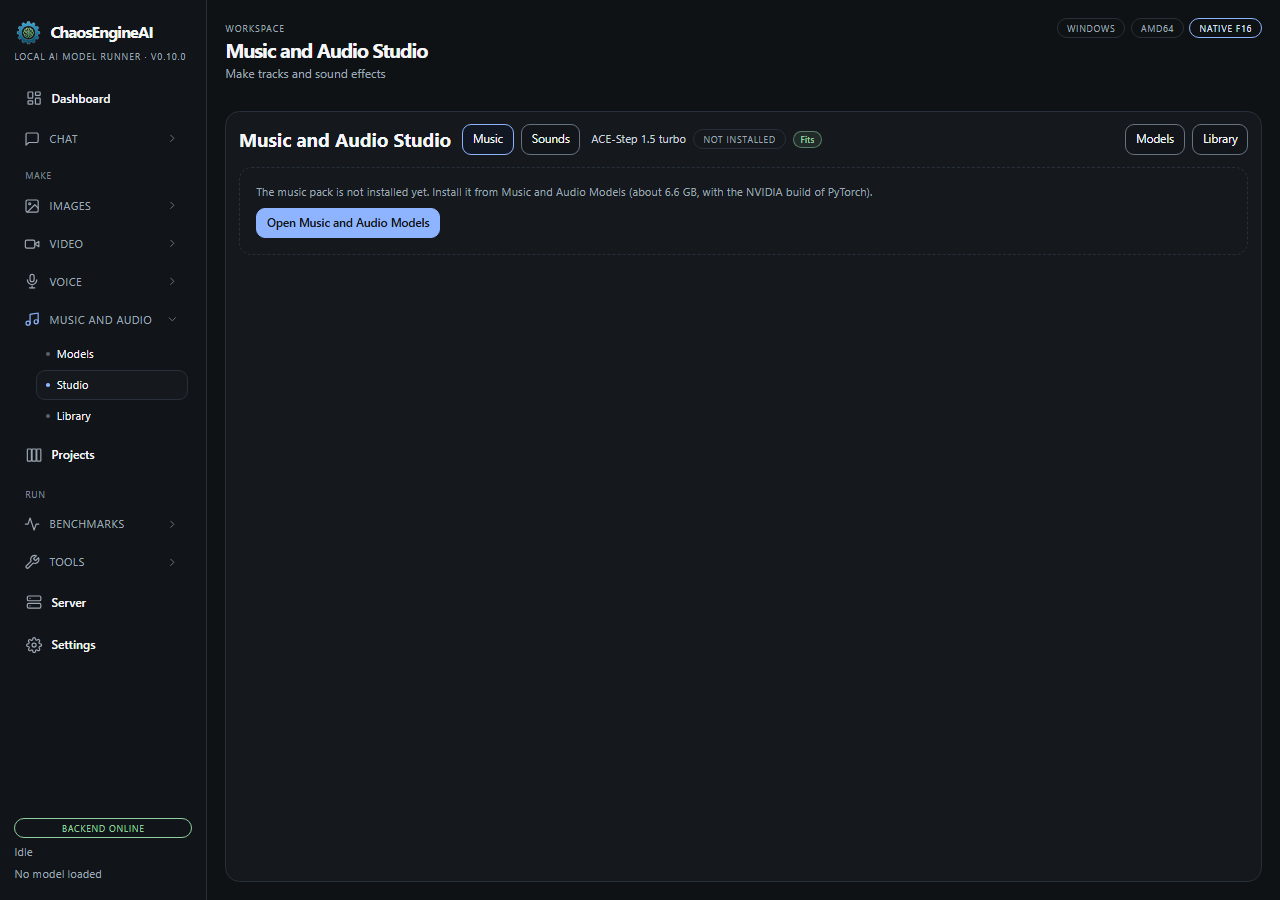 ChaosEngineAI
LOCAL AI MODEL RUNNER · V0.10.0
Dashboard
CHAT
MAKE
IMAGES
VIDEO
VOICE
MUSIC AND AUDIO
Models
Studio
Library
Projects
RUN
BENCHMARKS
TOOLS
Server
Settings
BACKEND ONLINE
Idle
No model loaded
WORKSPACE
Music and Audio Studio
Make tracks and sound effects
WINDOWS
AMD64
NATIVE F16
Music and Audio Studio
Music
Sounds
ACE-Step 1.5 turbo
NOT INSTALLED
Fits
Models
Library
The music pack is not installed yet. Install it from Music and Audio Models (about 6.6 GB, with the NVIDIA build of PyTorch).
Open Music and Audio Models